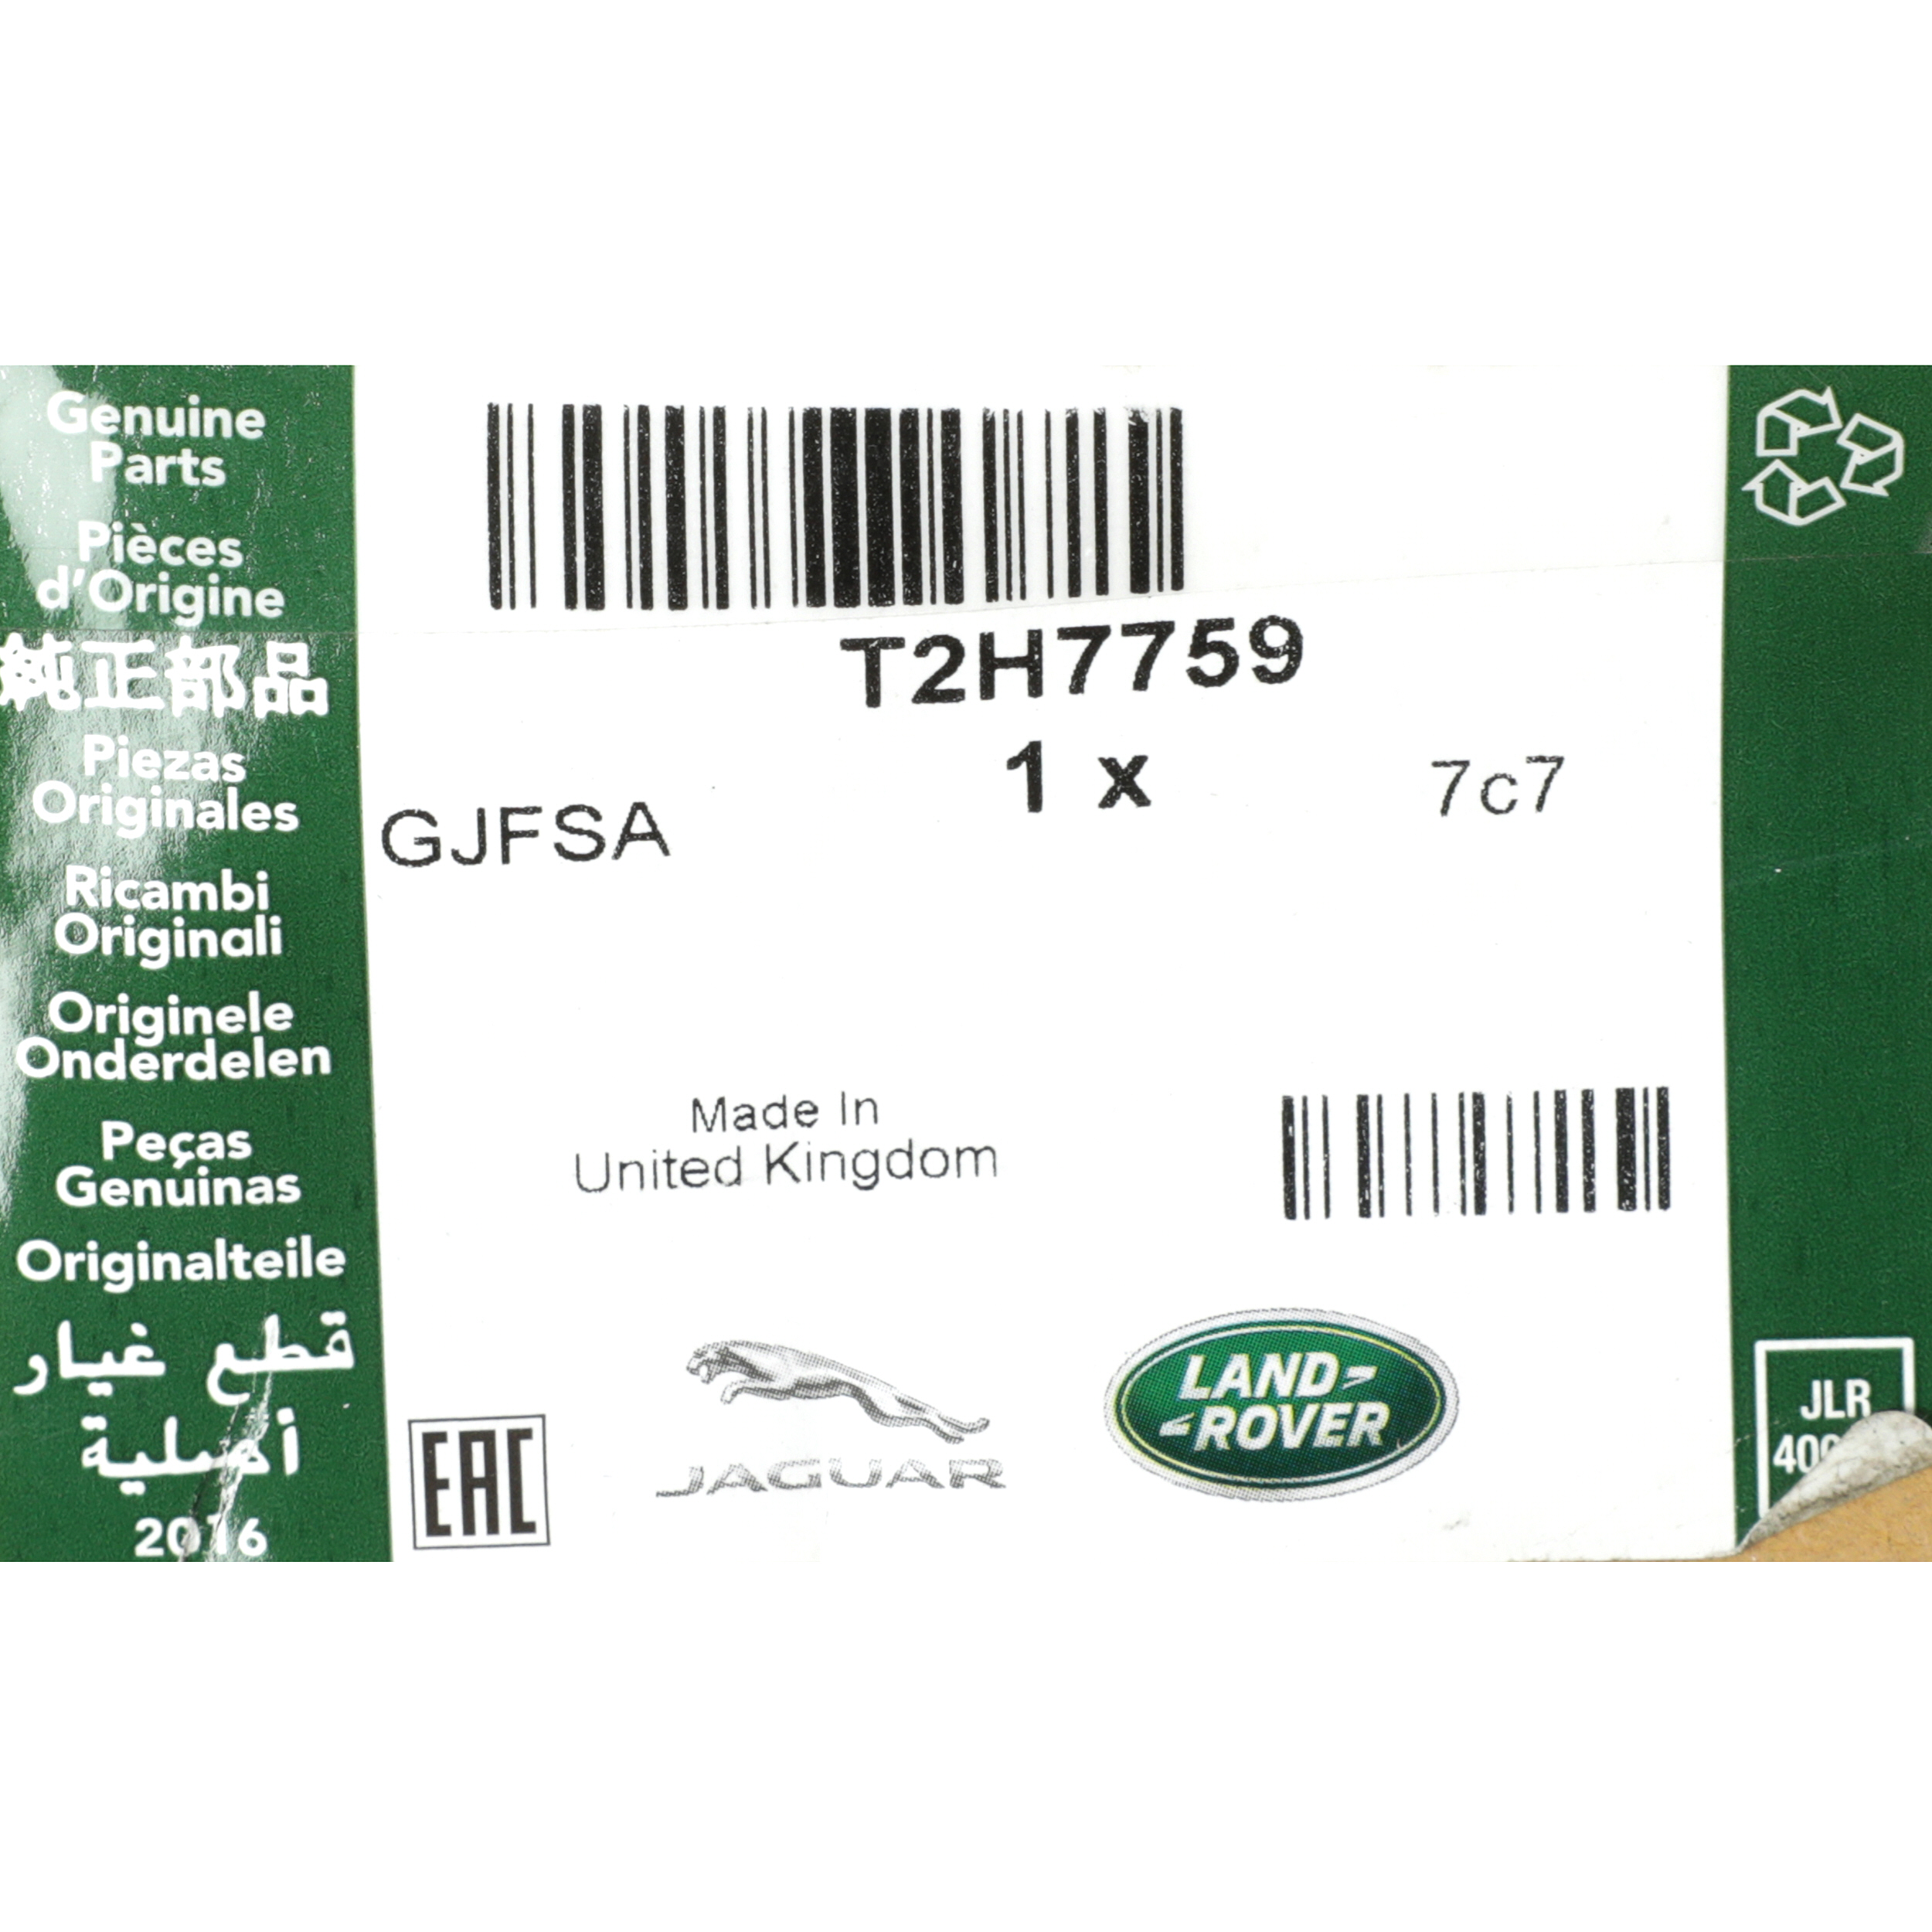 Genuine
Parts
Pièces
d'Origine
純正部品
Piezas
Originales
Ricambi
Originali
Originele
Onderdelen
Peças
Genuínas
Originalteile
قطع غيار
أصلية
2016
T2H7759
1 x
7c7
GJFSA
Made In
United Kingdom
EAC
JAGUAR
LAND
ROVER
JLR